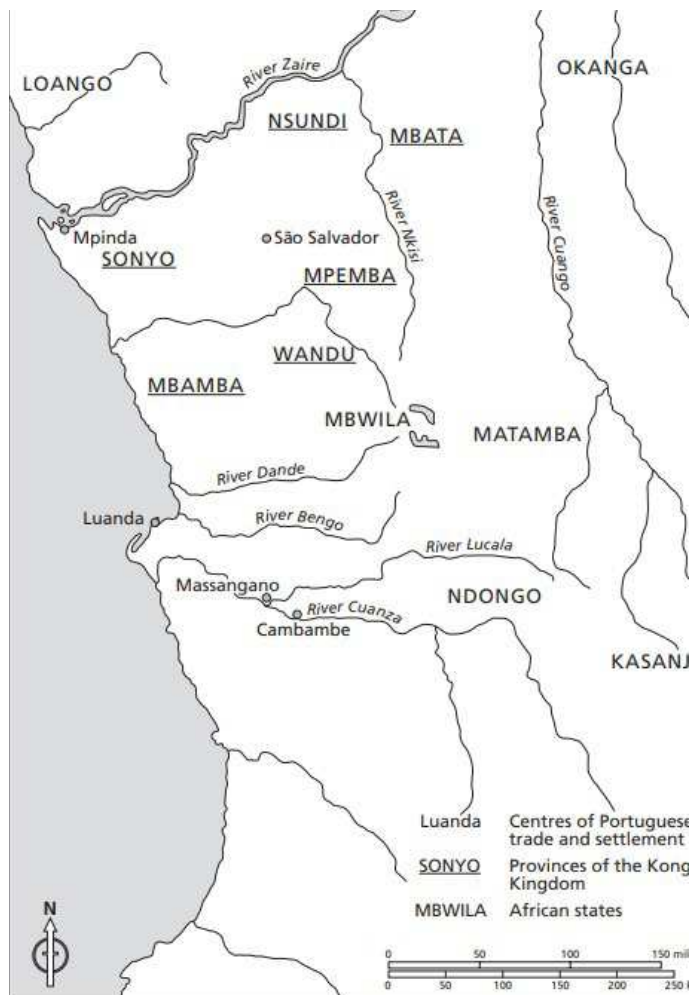 LOANGO
River Zaire
OKANGA
NSUNDI
MBATA
River Nkisi
River Cuango
Mpinda
São Salvador
SONYO
MPEMBA
WANDU
MBAMBA
MBWILA
MATAMBA
River Dande
Luanda
River Bengo
River Lucala
Massangano
NDONGO
River Cuanza
Cambambe
KASANJ
Luanda Centres of Portuguese
trade and settlement
SONYO Provinces of the Kong
Kingdom
MBWILA African states
N
0 50 100 150 mil
0 50 100 150 200 250